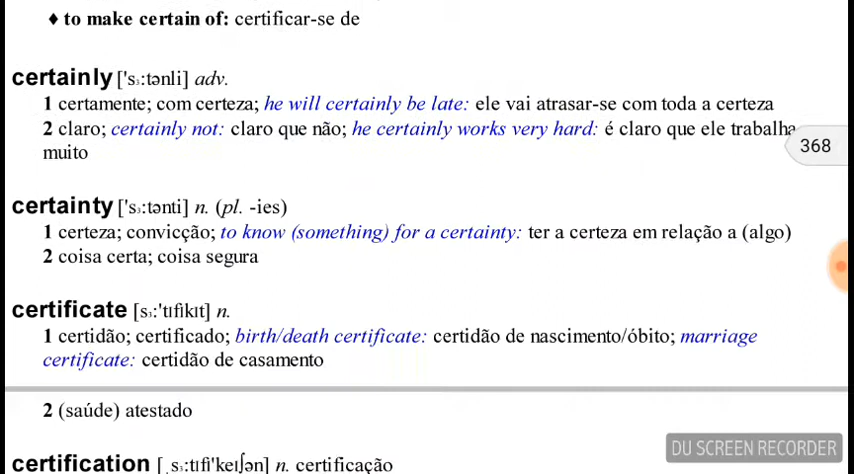 ♦ to make certain of: certificar-se de
certainly ['sɜ:tənli] adv.
1 certamente; com certeza; he will certainly be late: ele vai atrasar-se com toda a certeza
2 claro; certainly not: claro que não; he certainly works very hard: é claro que ele trabalha
muito
368
certainty ['sɜ:tənti] n. (pl. -ies)
1 certeza; convicção; to know (something) for a certainty: ter a certeza em relação a (algo)
2 coisa certa; coisa segura
certificate [sɜ:'tɪfɪkɪt] n.
1 certidão; certificado; birth/death certificate: certidão de nascimento/óbito; marriage
certificate: certidão de casamento
2 (saúde) atestado
DU SCREEN RECORDER
certification [ˌsɜ:tɪfɪ'keɪʃən] n. certificação